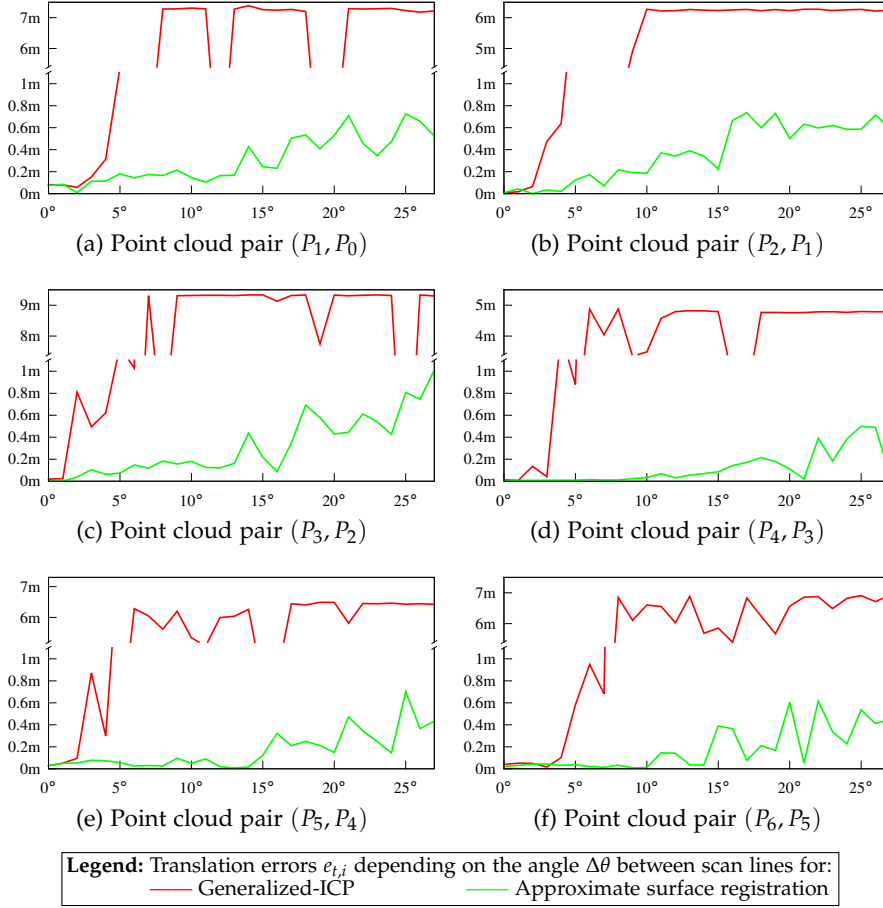 7m
6m
1m
0.8m
0.6m
0.4m
0.2m
0m
0° 5° 10° 15° 20° 25°
(a) Point cloud pair (P1, P0)
6m
5m
1m
0.8m
0.6m
0.4m
0.2m
0m
0° 5° 10° 15° 20° 25°
(b) Point cloud pair (P2, P1)
9m
8m
1m
0.8m
0.6m
0.4m
0.2m
0m
0° 5° 10° 15° 20° 25°
(c) Point cloud pair (P3, P2)
5m
4m
1m
0.8m
0.6m
0.4m
0.2m
0m
0° 5° 10° 15° 20° 25°
(d) Point cloud pair (P4, P3)
7m
6m
1m
0.8m
0.6m
0.4m
0.2m
0m
0° 5° 10° 15° 20° 25°
(e) Point cloud pair (P5, P4)
7m
6m
1m
0.8m
0.6m
0.4m
0.2m
0m
0° 5° 10° 15° 20° 25°
(f) Point cloud pair (P6, P5)
Legend: Translation errors et,i depending on the angle Δθ between scan lines for:
Generalized-ICP Approximate surface registration